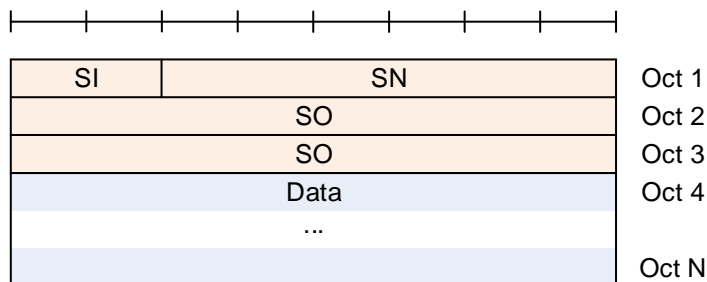 SI SN Oct 1
SO Oct 2
SO Oct 3
Data Oct 4
...
Oct N